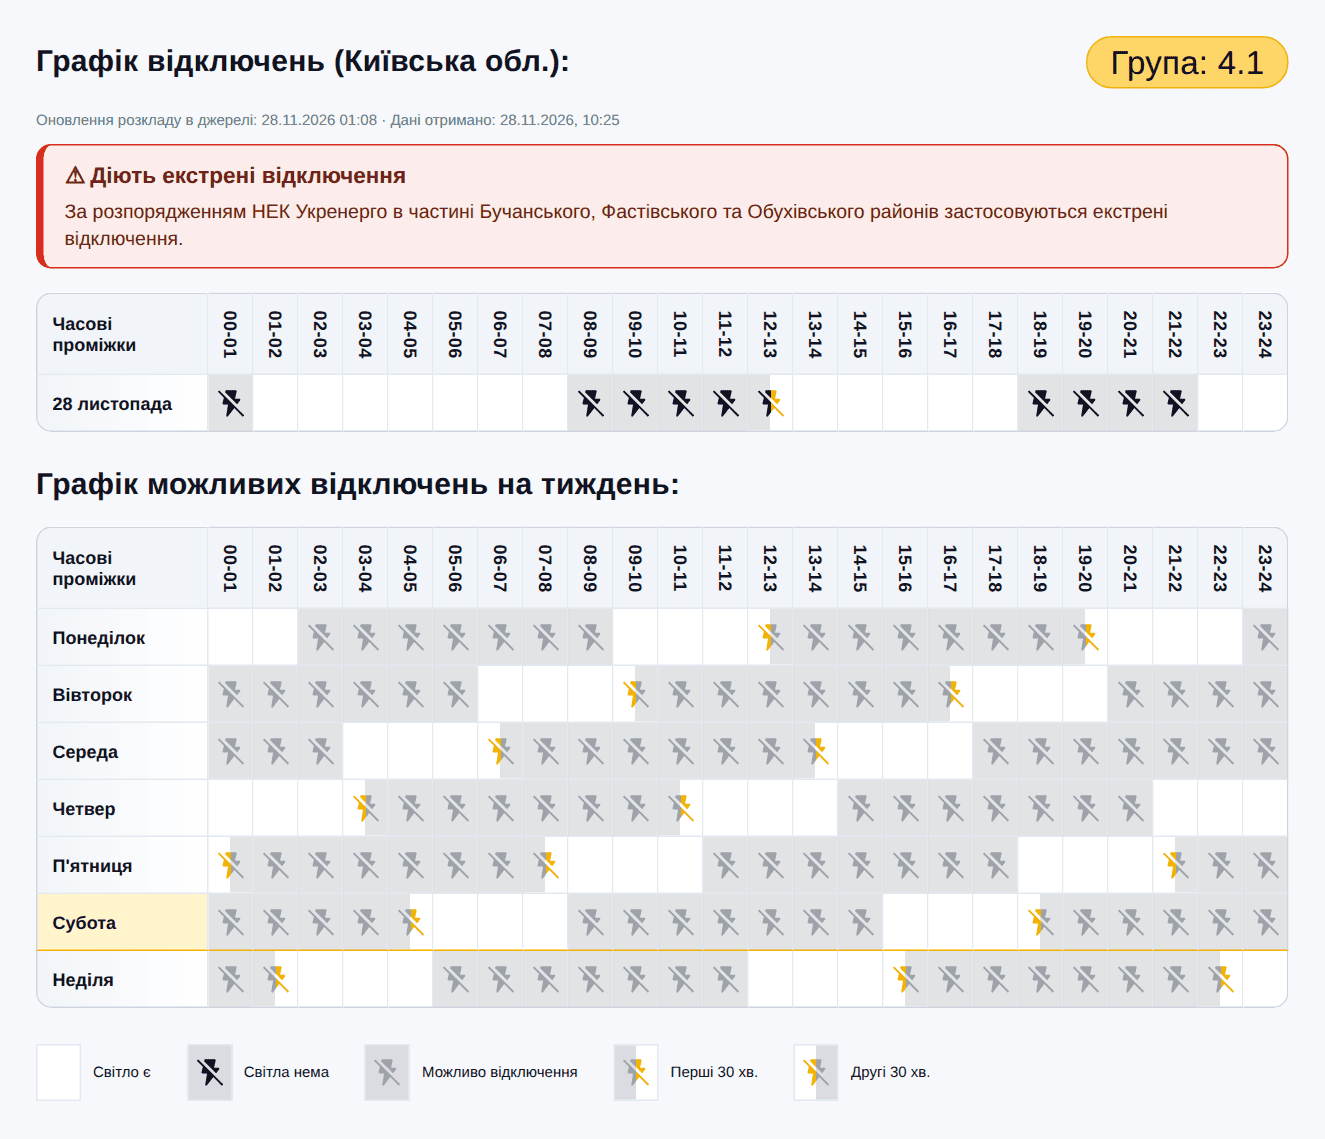 Графік відключень (Київська обл.):
Група: 4.1
Оновлення розкладу в джерелі: 28.11.2026 01:08 · Дані отримано: 28.11.2026, 10:25
⚠ Діють екстрені відключення
За розпорядженням НЕК Укренерго в частині Бучанського, Фастівського та Обухівського районів застосовуються екстрені
відключення.
Часові
проміжки
00-01 01-02 02-03 03-04 04-05 05-06 06-07 07-08 08-09 09-10 10-11 11-12 12-13 13-14 14-15 15-16 16-17 17-18 18-19 19-20 20-21 21-22 22-23 23-24
28 листопада
Графік можливих відключень на тиждень:
Часові
проміжки
00-01 01-02 02-03 03-04 04-05 05-06 06-07 07-08 08-09 09-10 10-11 11-12 12-13 13-14 14-15 15-16 16-17 17-18 18-19 19-20 20-21 21-22 22-23 23-24
Понеділок
Вівторок
Середа
Четвер
П'ятниця
Субота
Неділя
Світло є
Світла нема
Можливо відключення
Перші 30 хв.
Другі 30 хв.